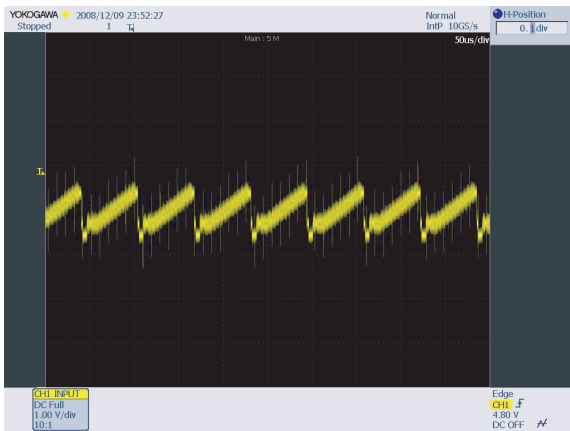 YOKOGAWA 2008/12/09 23:52:27
Normal
H-Position
Stopped 1
IntP 10GS/s
0.1div
Main : 5 M
50us/div
CH1 INPUT
DC Full
1.00 V/div
10:1
Edge
CH1
4.80 V
DC OFF